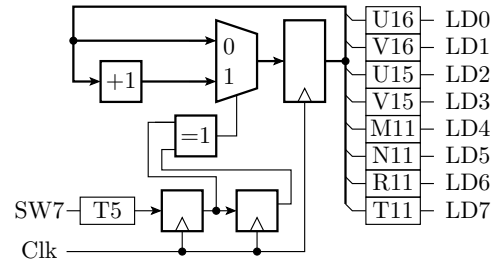 U16 LD0
V16 LD1
0
U15 LD2
+1
1
V15 LD3
M11 LD4
=1
N11 LD5
R11 LD6
SW7 T5
T11 LD7
Clk